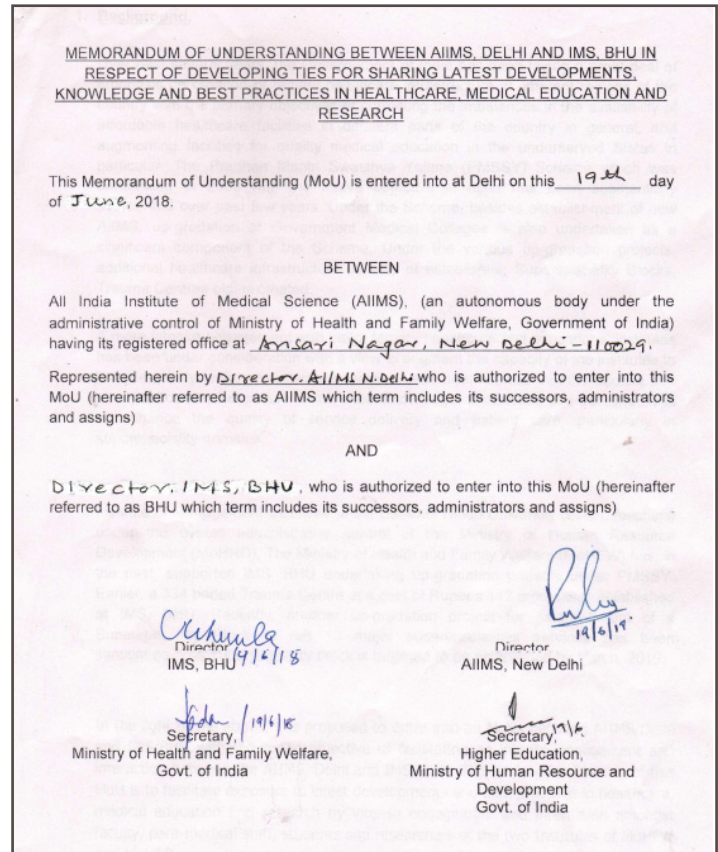 MEMORANDUM OF UNDERSTANDING BETWEEN AIIMS, DELHI AND IMS, BHU IN
RESPECT OF DEVELOPING TIES FOR SHARING LATEST DEVELOPMENTS,
KNOWLEDGE AND BEST PRACTICES IN HEALTHCARE, MEDICAL EDUCATION AND
RESEARCH
This Memorandum of Understanding (MoU) is entered into at Delhi on this 19th day
of June, 2018.
BETWEEN
All India Institute of Medical Science (AIIMS), (an autonomous body under the
administrative control of Ministry of Health and Family Welfare, Government of India)
having its registered office at Ansari Nagar, New Delhi - 110029.
Represented herein by Director, AIIMS N.Delhi who is authorized to enter into this
MoU (hereinafter referred to as AIIMS which term includes its successors, administrators
and assigns)
AND
Director, IMS, BHU, who is authorized to enter into this MoU (hereinafter
referred to as BHU which term includes its successors, administrators and assigns)
19/6/18
Director
IMS, BHU
Director
AIIMS, New Delhi
19/6/18
Secretary,
Ministry of Health and Family Welfare,
Govt. of India
19/6
Secretary,
Higher Education,
Ministry of Human Resource and
Development
Govt. of India